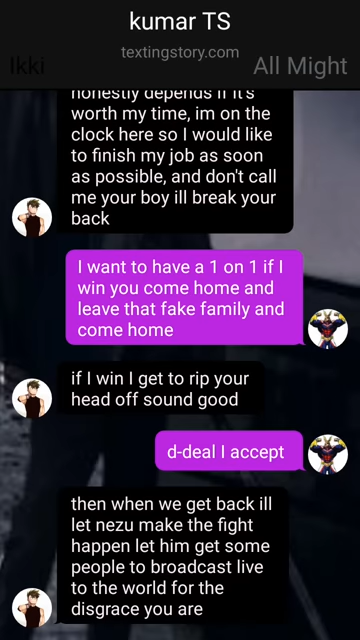 kumar TS
textingstory.com
Ikki
All Might
honestly depends if it's
worth my time, im on the
clock here so I would like
to finish my job as soon
as possible, and don't call
me your boy ill break your
back
I want to have a 1 on 1 if I
win you come home and
leave that fake family and
come home
if I win I get to rip your
head off sound good
d-deal I accept
then when we get back ill
let nezu make the fight
happen let him get some
people to broadcast live
to the world for the
disgrace you are